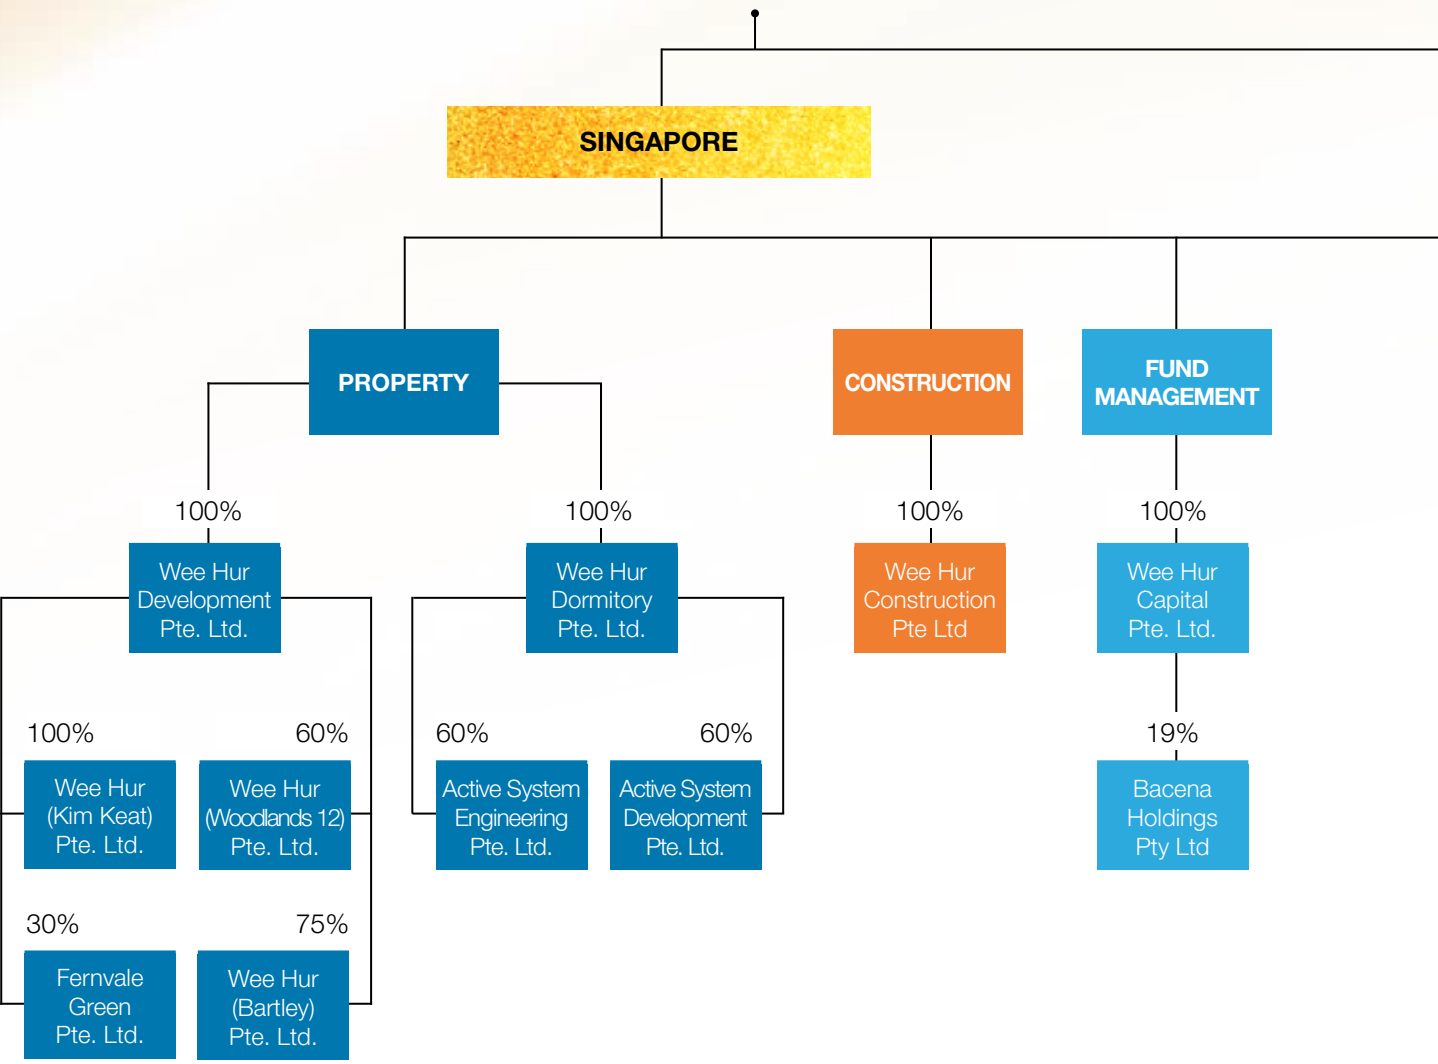 SINGAPORE
PROPERTY
CONSTRUCTION
FUND
MANAGEMENT
100%
100%
100%
100%
Wee Hur
Development
Pte. Ltd.
Wee Hur
Dormitory
Pte. Ltd.
Wee Hur
Construction
Pte Ltd
Wee Hur
Capital
Pte. Ltd.
100%
60%
60%
60%
19%
Wee Hur
(Kim Keat)
Pte. Ltd.
Wee Hur
(Woodlands 12)
Pte. Ltd.
Active System
Engineering
Pte. Ltd.
Active System
Development
Pte. Ltd.
Bacena
Holdings
Pty Ltd
30%
75%
Fernvale
Green
Pte. Ltd.
Wee Hur
(Bartley)
Pte. Ltd.